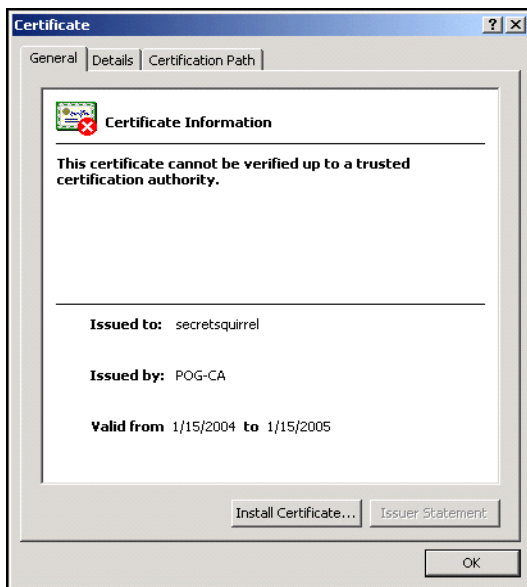 Certificate
? X
General Details Certification Path
Certificate Information
This certificate cannot be verified up to a trusted
certification authority.
Issued to: secretsquirrel
Issued by: POG-CA
Valid from 1/15/2004 to 1/15/2005
Install Certificate... Issuer Statement
OK